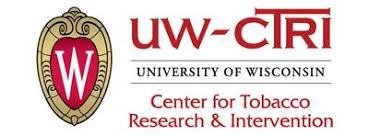 W
UW-CTRI
UNIVERSITY OF WISCONSIN
Center for Tobacco
Research & Intervention